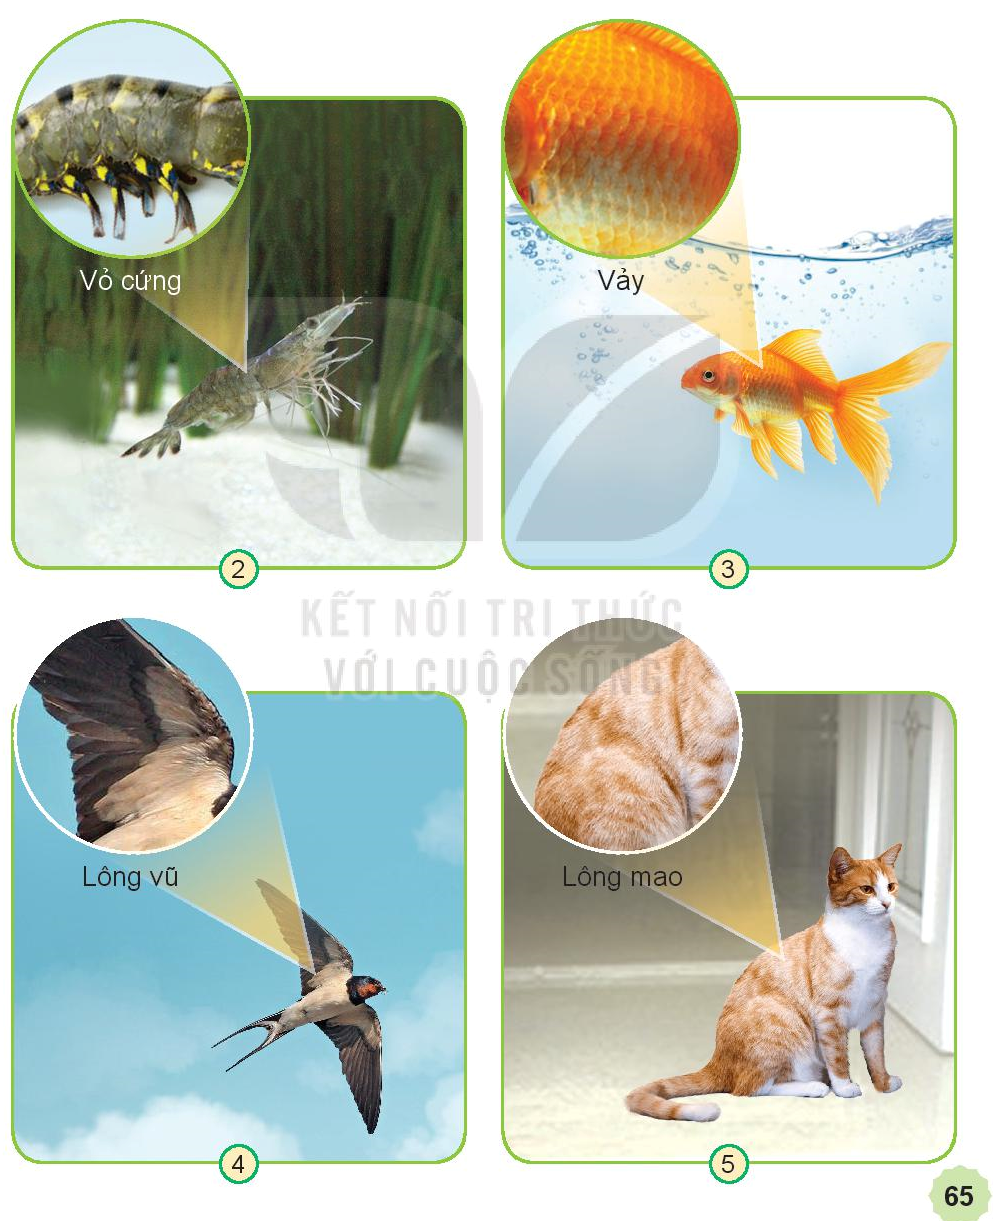 Vỏ cứng
Vảy
2
3
KẾT NỐI TRI THỨC
VỚI CUỘC SỐNG
Lông vũ
Lông mao
4
5
65